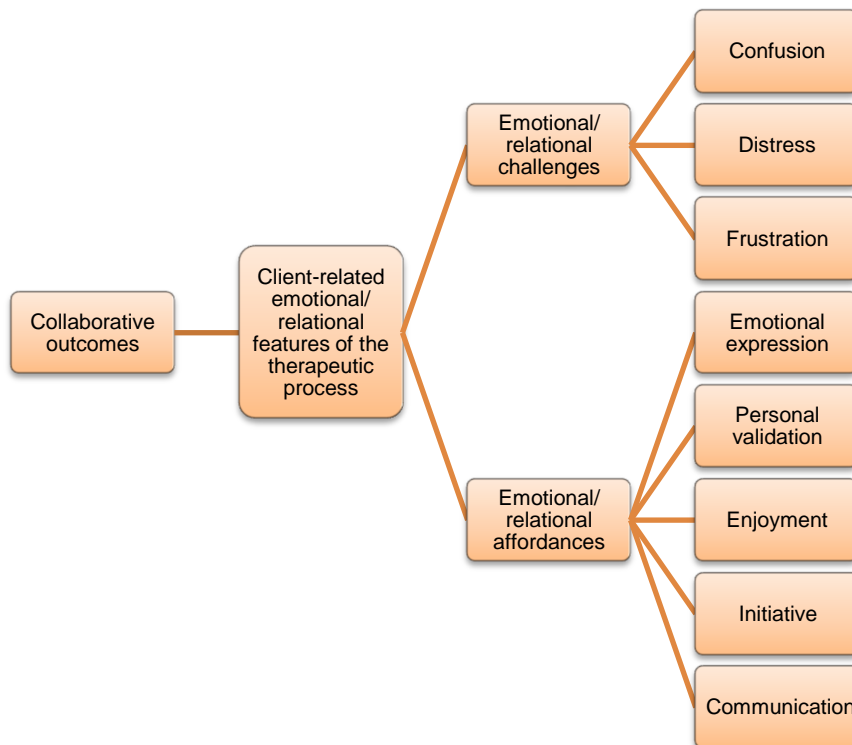 Collaborative
outcomes
Client-related
emotional/
relational
features of the
therapeutic
process
Emotional/
relational
challenges
Confusion
Distress
Frustration
Emotional/
relational
affordances
Emotional
expression
Personal
validation
Enjoyment
Initiative
Communication